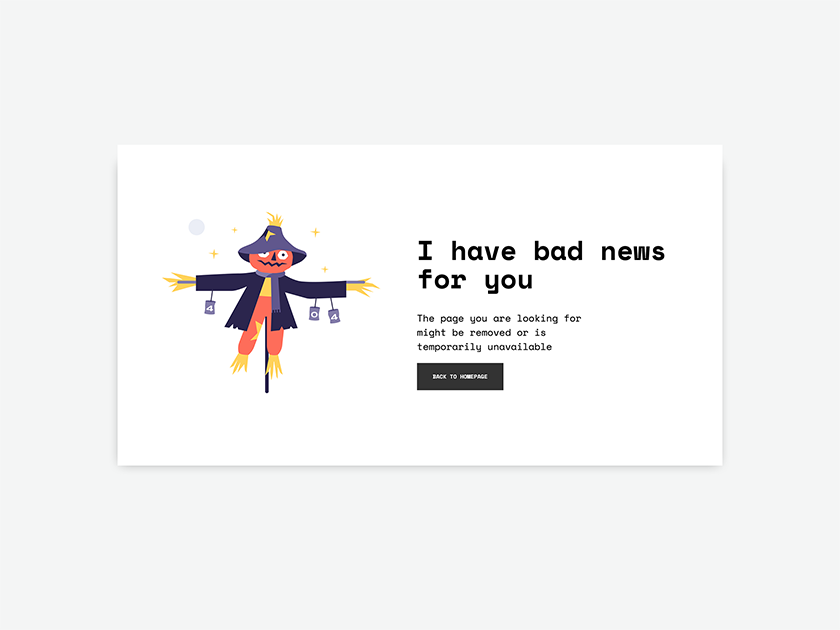 4
0
4
I have bad news
for you
The page you are looking for
might be removed or is
temporarily unavailable
BACK TO HOMEPAGE